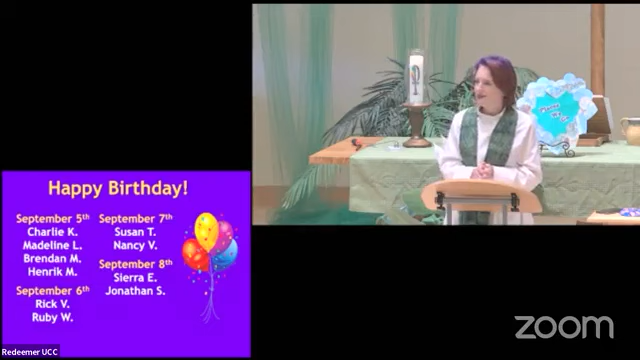 Happy Birthday!
September 5th
Charlie K.
Madeline L.
Brendan M.
Henrik M.
September 6th
Rick V.
Ruby W.
September 7th
Susan T.
Nancy V.
September 8th
Sierra E.
Jonathan S.
Redeemer UCC
zoom